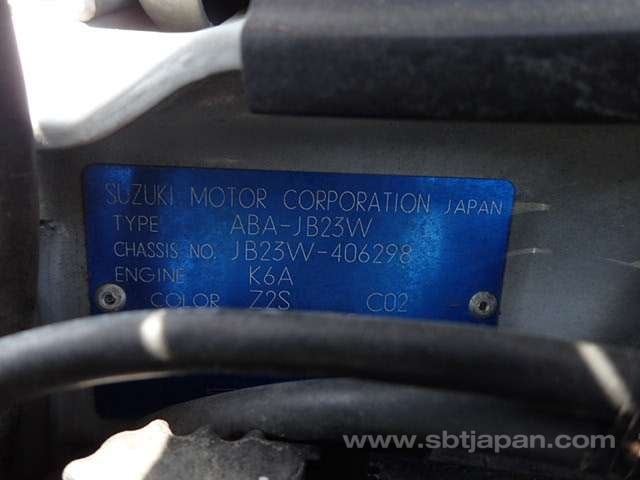 SUZUKI MOTOR CORPORATION JAPAN
TYPE ABA-JB23W
CHASSIS NO. JB23W-406298
ENGINE K6A
COLOR Z2S C02
www.sbtjapan.com